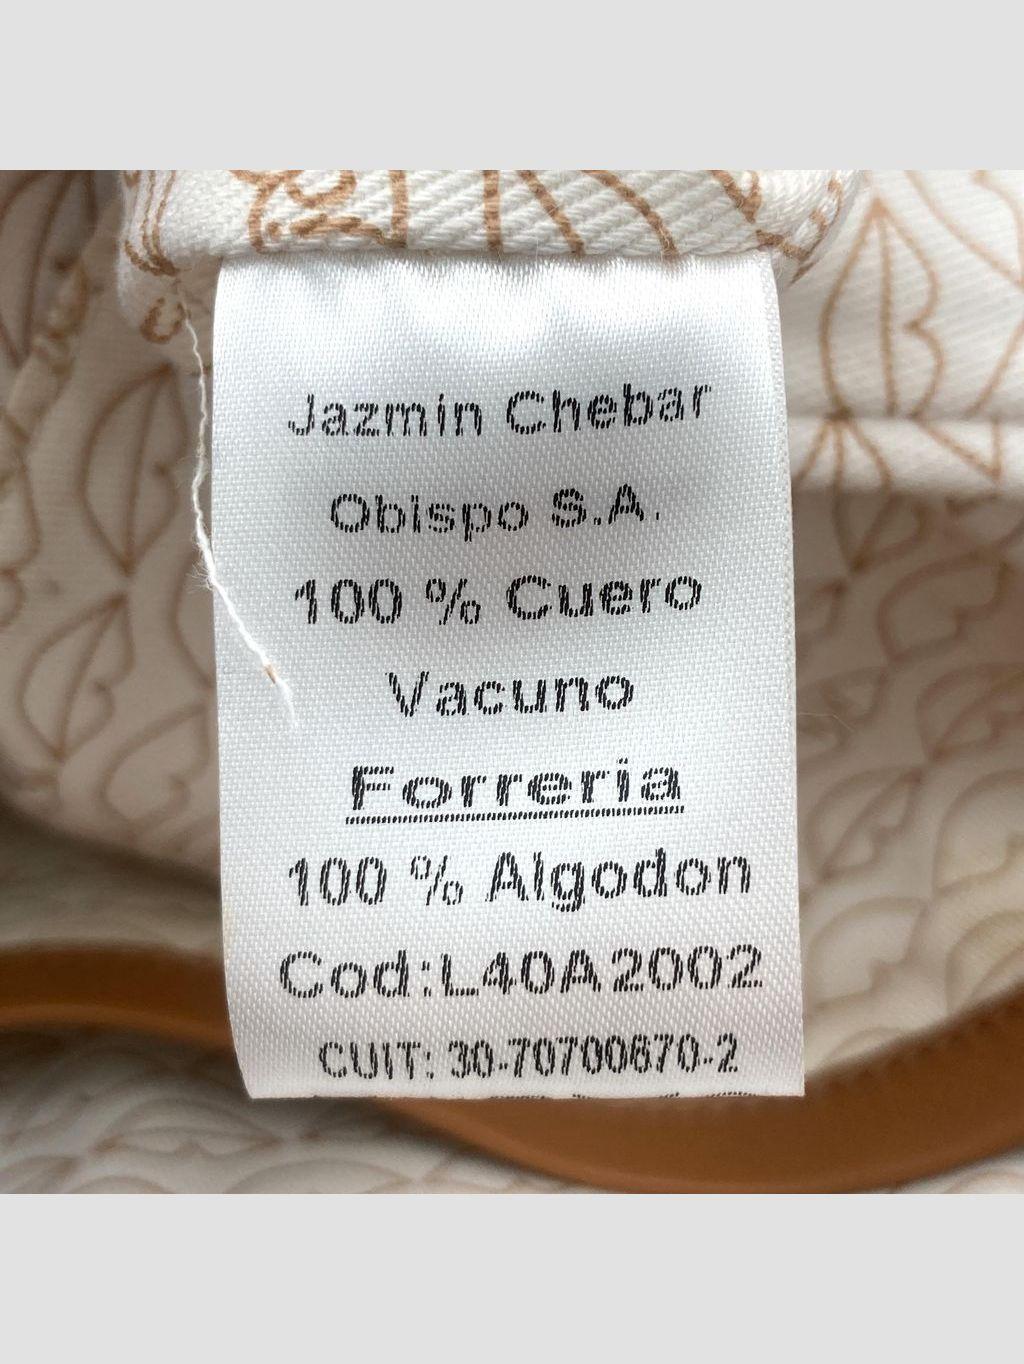 Jazmin Chebar
Obispo S.A.
100 % Cuero
Vacuno
Forreria
100 % Algodon
Cod:L40A2002
CUIT: 30-70700670-2